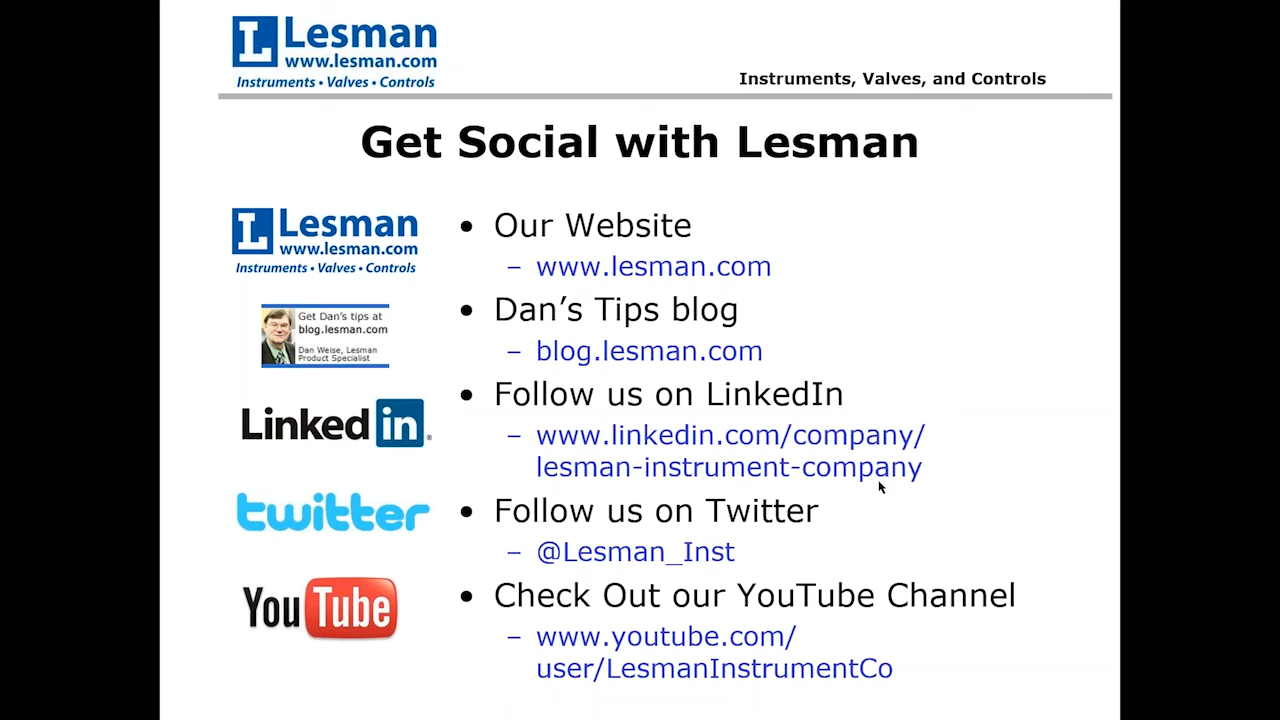 L Lesman
www.lesman.com
Instruments • Valves • Controls
Instruments, Valves, and Controls
Get Social with Lesman
L Lesman
www.lesman.com
Instruments • Valves • Controls
• Our Website
– www.lesman.com
Get Dan's tips at
blog.lesman.com
Dan Weise, Lesman
Product Specialist
• Dan’s Tips blog
– blog.lesman.com
Linked in®
• Follow us on LinkedIn
– www.linkedin.com/company/
lesman-instrument-company
twitter
• Follow us on Twitter
– @Lesman_Inst
YouTube
• Check Out our YouTube Channel
– www.youtube.com/
user/LesmanInstrumentCo